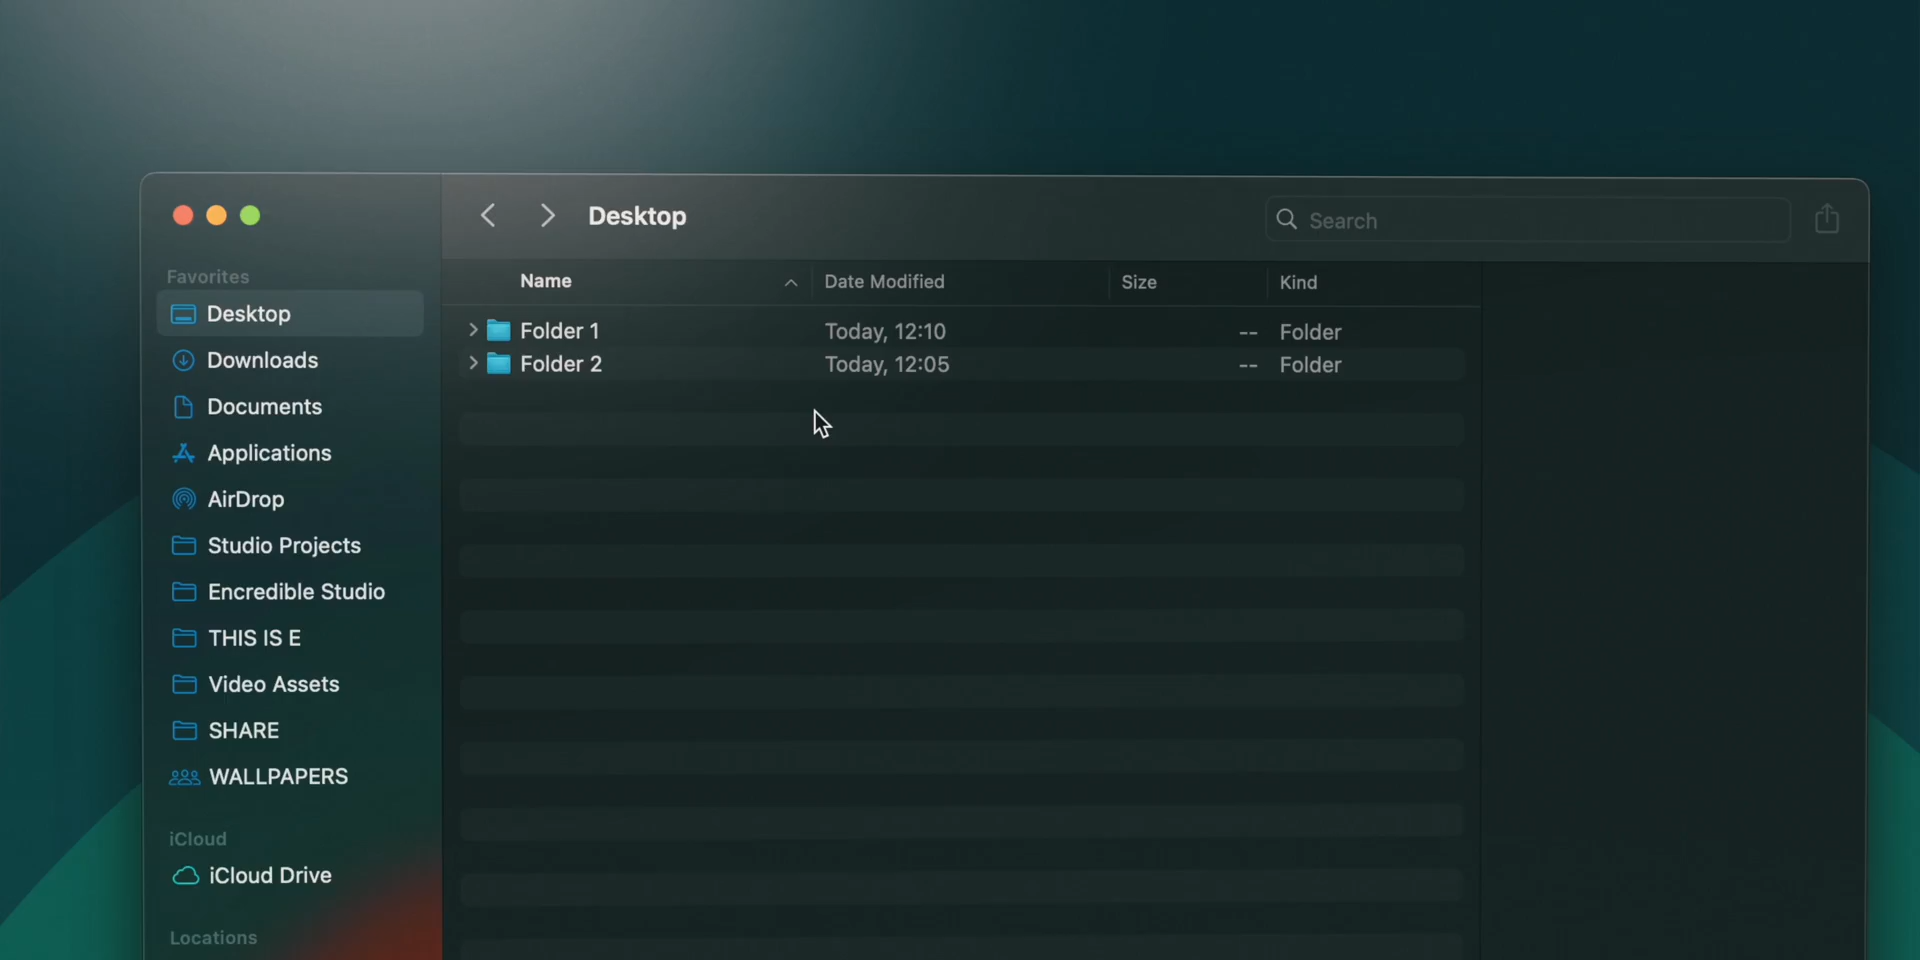 Desktop
Search
Favorites
Desktop
Downloads
Documents
Applications
AirDrop
Studio Projects
Encredible Studio
THIS IS E
Video Assets
SHARE
WALLPAPERS
iCloud
iCloud Drive
Locations
Name Date Modified Size Kind
Folder 1 Today, 12:10 -- Folder
Folder 2 Today, 12:05 -- Folder